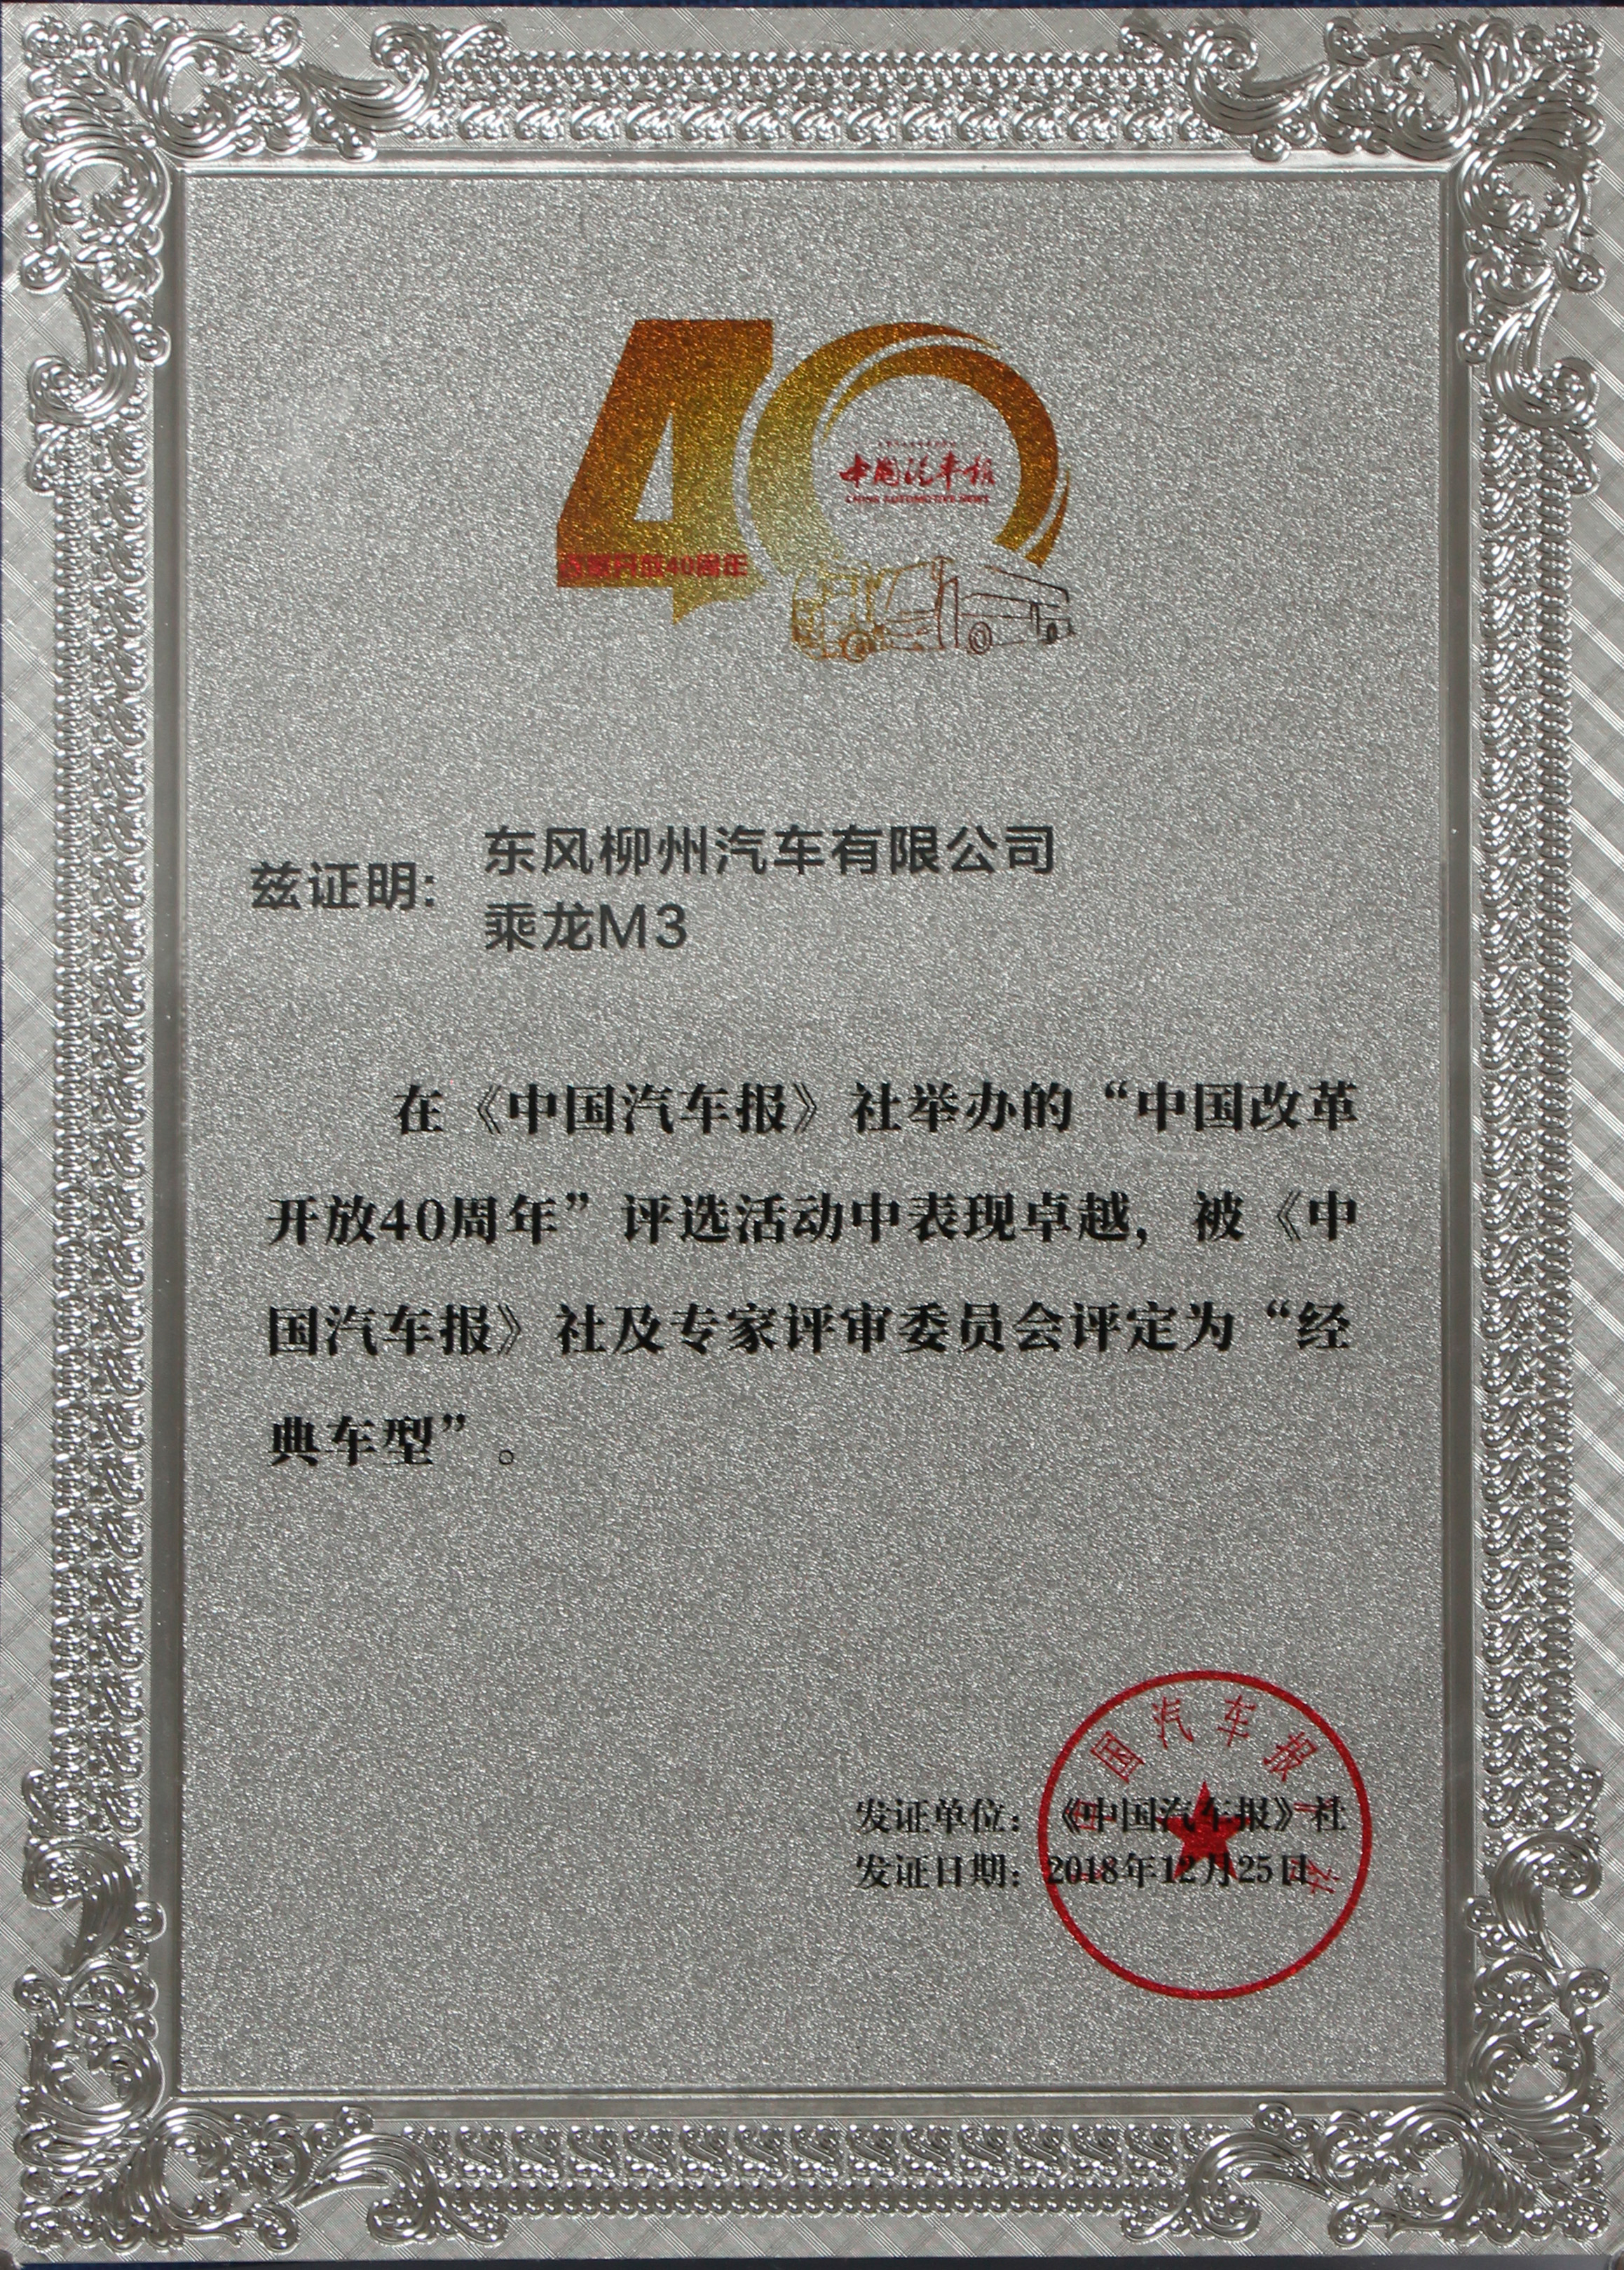 中国汽车报
CHINA AUTOMOTIVE NEWS
改革开放40周年
兹证明:
东风柳州汽车有限公司
乘龙M3
在《中国汽车报》社举办的“中国改革
开放40周年”评选活动中表现卓越，被《中
国汽车报》社及专家评审委员会评定为“经
典车型”。
国汽车报
社
发证单位：《中国汽车报》社
发证日期：2018年12月25日